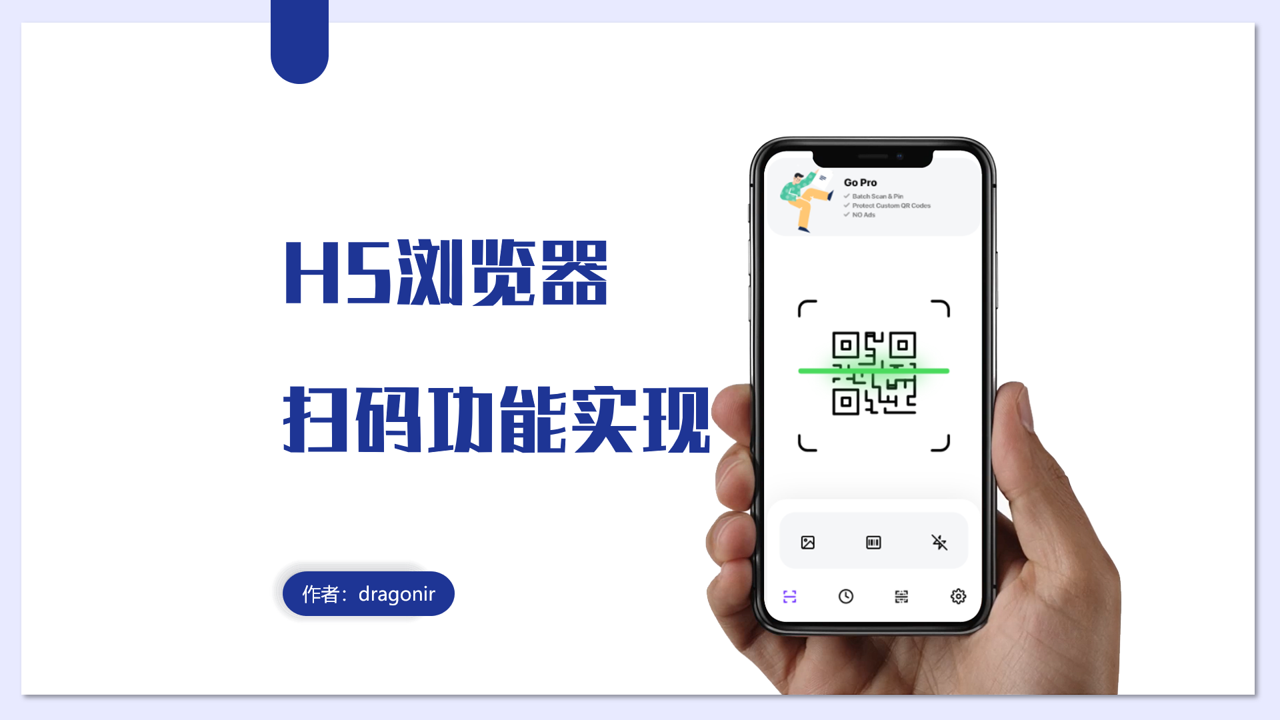 H5浏览器
扫码功能实现
作者：dragonir
Go Pro
Batch Scan & Pin
Protect Custom QR Codes
NO Ads